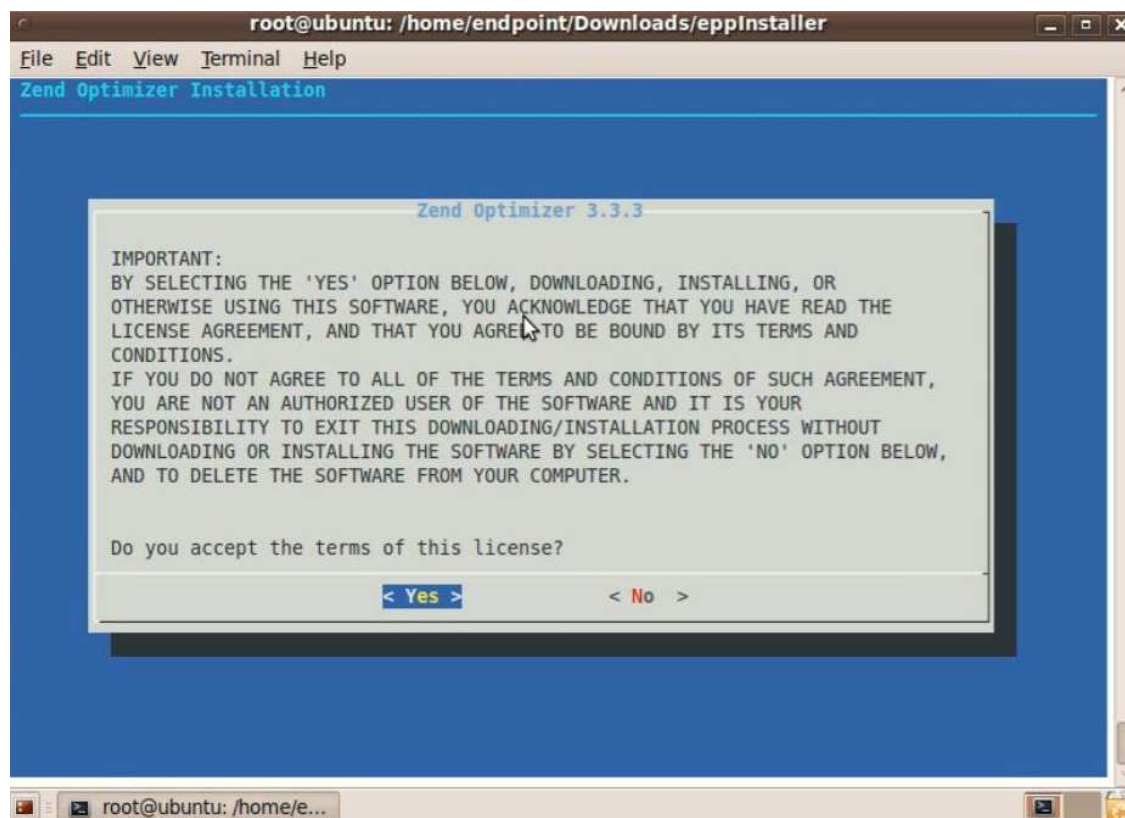 root@ubuntu: /home/endpoint/Downloads/eppInstaller
File Edit View Terminal Help
Zend Optimizer Installation
Zend Optimizer 3.3.3
IMPORTANT:
BY SELECTING THE 'YES' OPTION BELOW, DOWNLOADING, INSTALLING, OR
OTHERWISE USING THIS SOFTWARE, YOU ACKNOWLEDGE THAT YOU HAVE READ THE
LICENSE AGREEMENT, AND THAT YOU AGREE TO BE BOUND BY ITS TERMS AND
CONDITIONS.
IF YOU DO NOT AGREE TO ALL OF THE TERMS AND CONDITIONS OF SUCH AGREEMENT,
YOU ARE NOT AN AUTHORIZED USER OF THE SOFTWARE AND IT IS YOUR
RESPONSIBILITY TO EXIT THIS DOWNLOADING/INSTALLATION PROCESS WITHOUT
DOWNLOADING OR INSTALLING THE SOFTWARE BY SELECTING THE 'NO' OPTION BELOW,
AND TO DELETE THE SOFTWARE FROM YOUR COMPUTER.
Do you accept the terms of this license?
< Yes > < No >
root@ubuntu: /home/e...